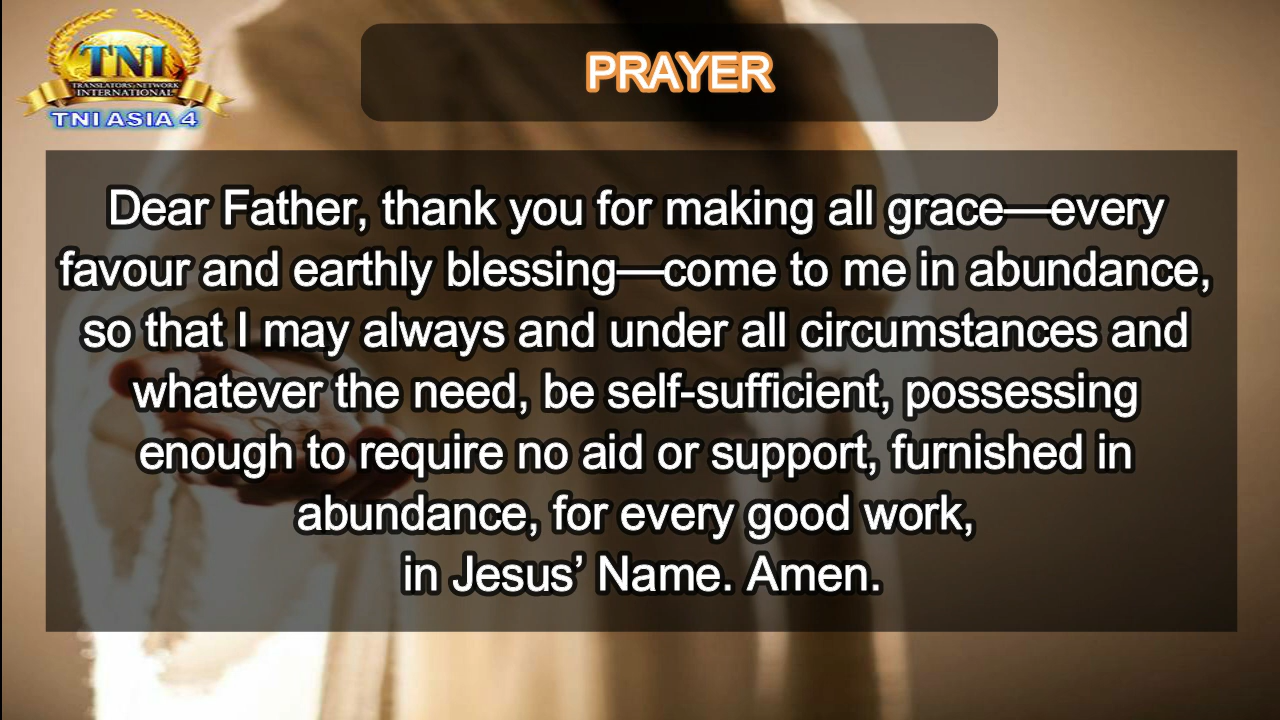 TNI
TRANSLATORS' NETWORK
INTERNATIONAL
TNI ASIA 4
PRAYER
Dear Father, thank you for making all grace—every
favour and earthly blessing—come to me in abundance,
so that I may always and under all circumstances and
whatever the need, be self-sufficient, possessing
enough to require no aid or support, furnished in
abundance, for every good work,
in Jesus’ Name. Amen.